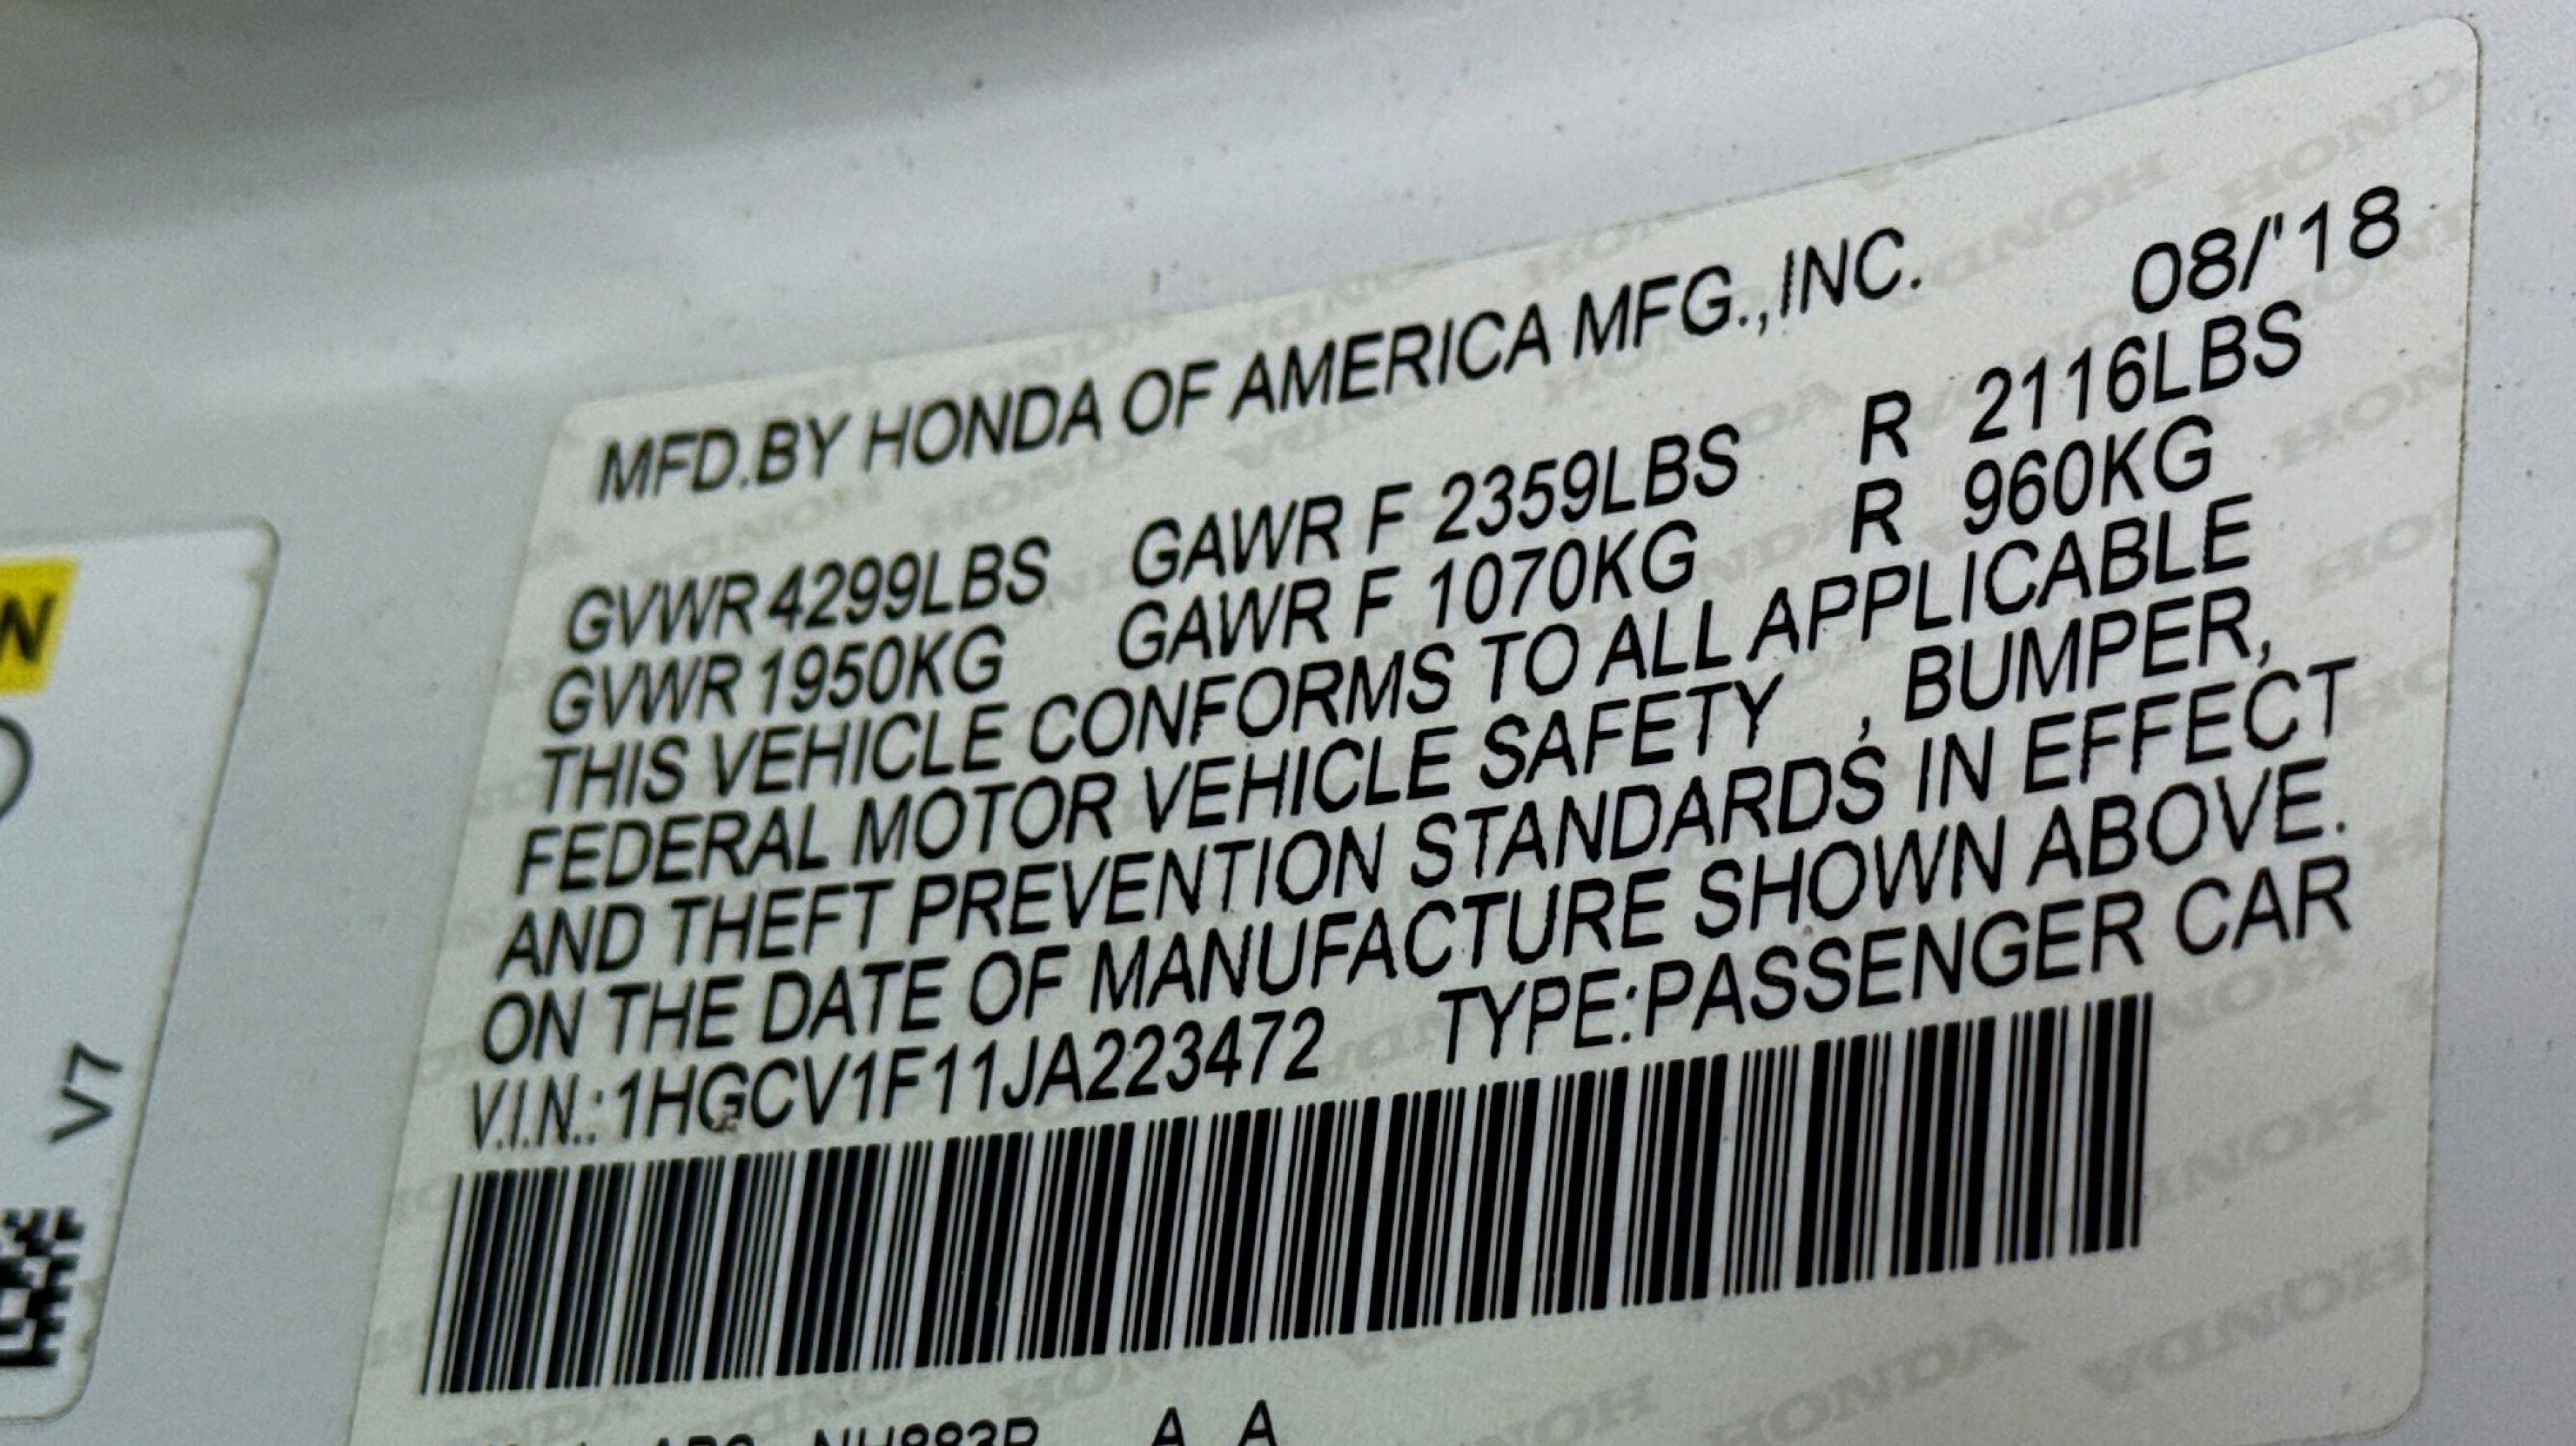 MFD.BY HONDA OF AMERICA MFG.,INC. 08/'18
GVWR 4299LBS GAWR F 2359LBS R 2116LBS
GVWR 1950KG GAWR F 1070KG R 960KG
THIS VEHICLE CONFORMS TO ALL APPLICABLE
FEDERAL MOTOR VEHICLE SAFETY , BUMPER,
AND THEFT PREVENTION STANDARDS IN EFFECT
ON THE DATE OF MANUFACTURE SHOWN ABOVE.
V.I.N.:1HGCV1F11JA223472 TYPE:PASSENGER CAR
A A
V7